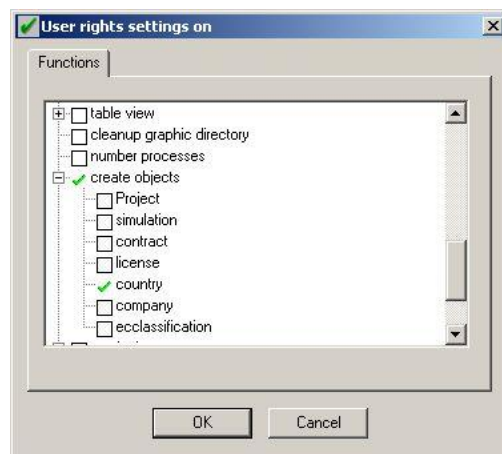 User rights settings on
Functions
table view
cleanup graphic directory
number processes
create objects
Project
simulation
contract
license
country
company
ecclassification
OK
Cancel